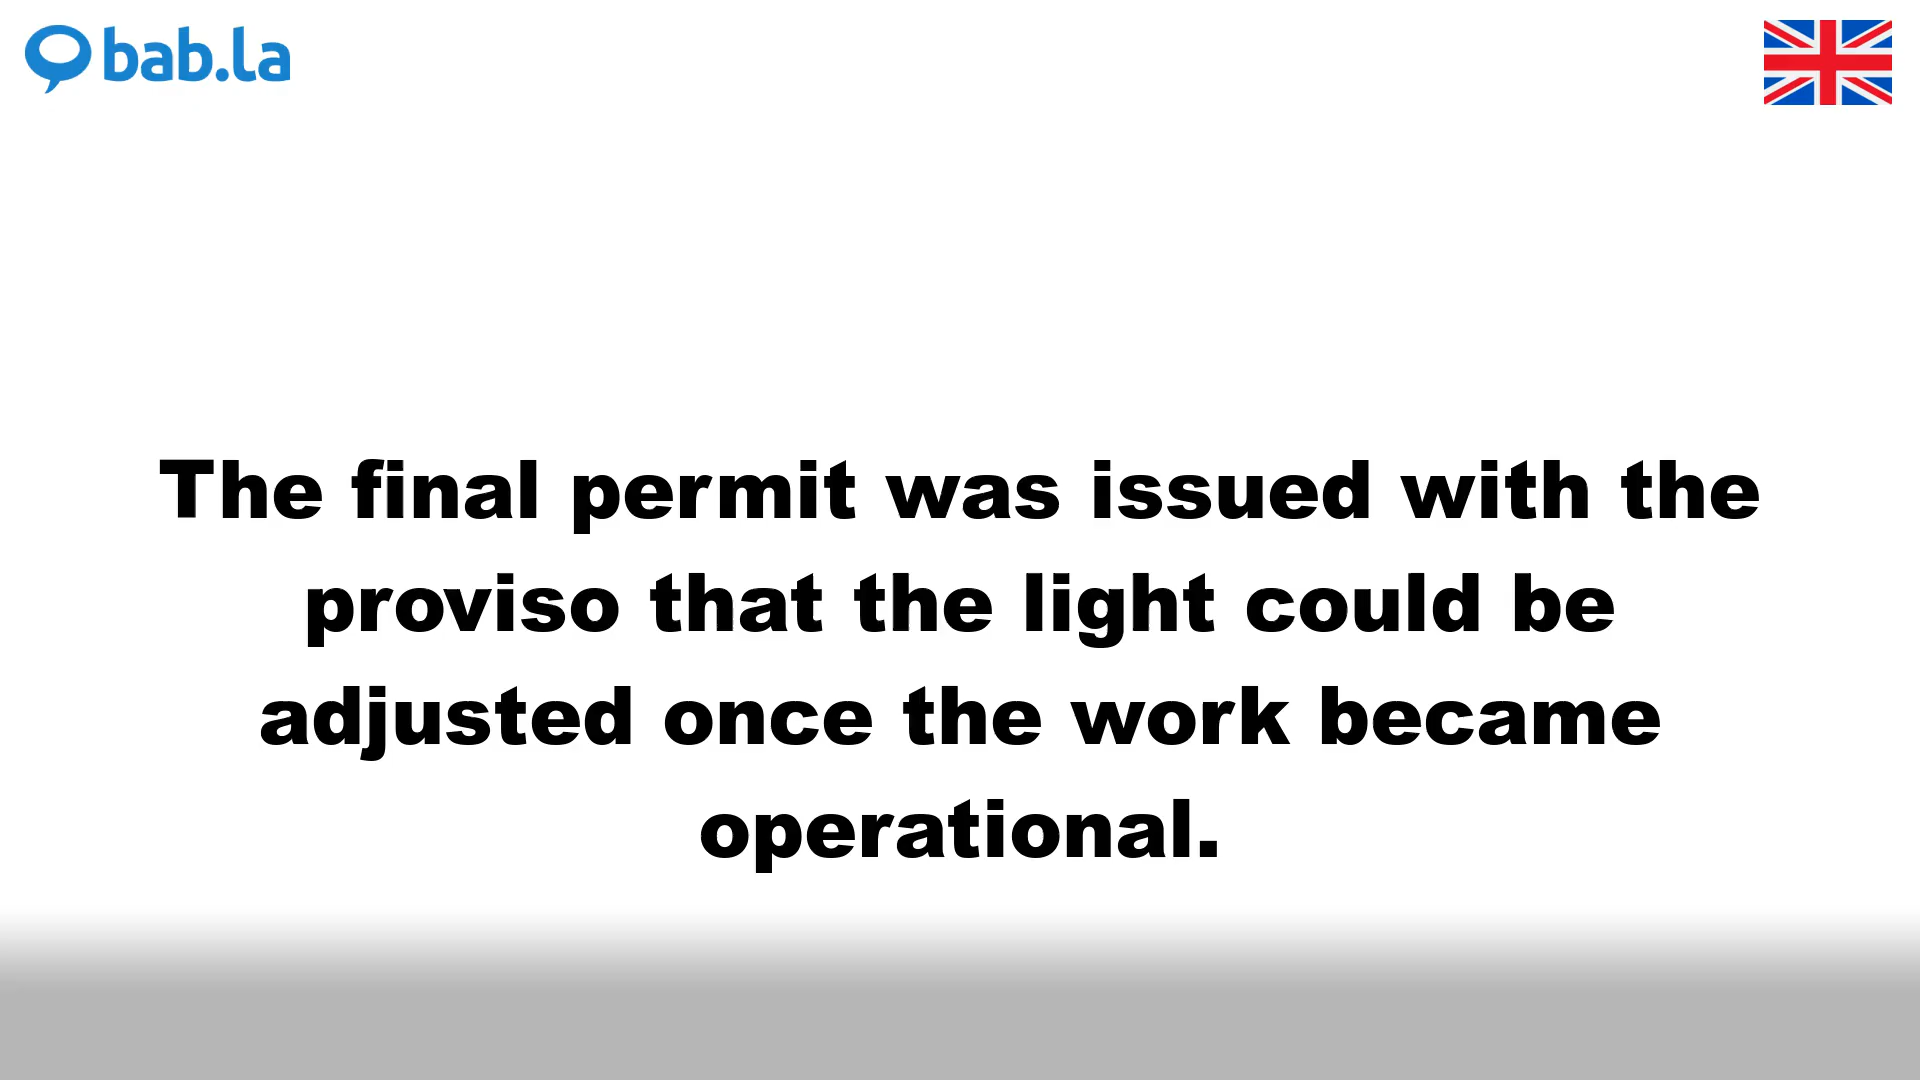 bab.la
The final permit was issued with the
proviso that the light could be
adjusted once the work became
operational.